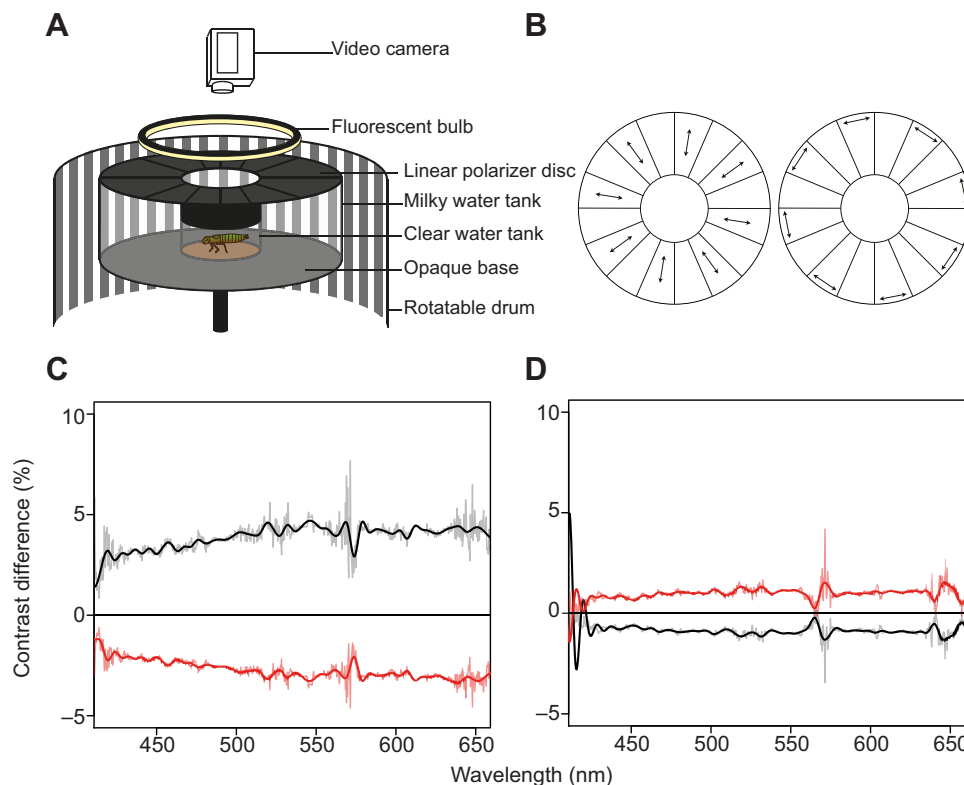 A
Video camera
Fluorescent bulb
Linear polarizer disc
Milky water tank
Clear water tank
Opaque base
Rotatable drum
B
C
10
5
0
–5
Contrast difference (%)
450 500 550 600 650
D
10
5
0
–5
450 500 550 600 650
Wavelength (nm)